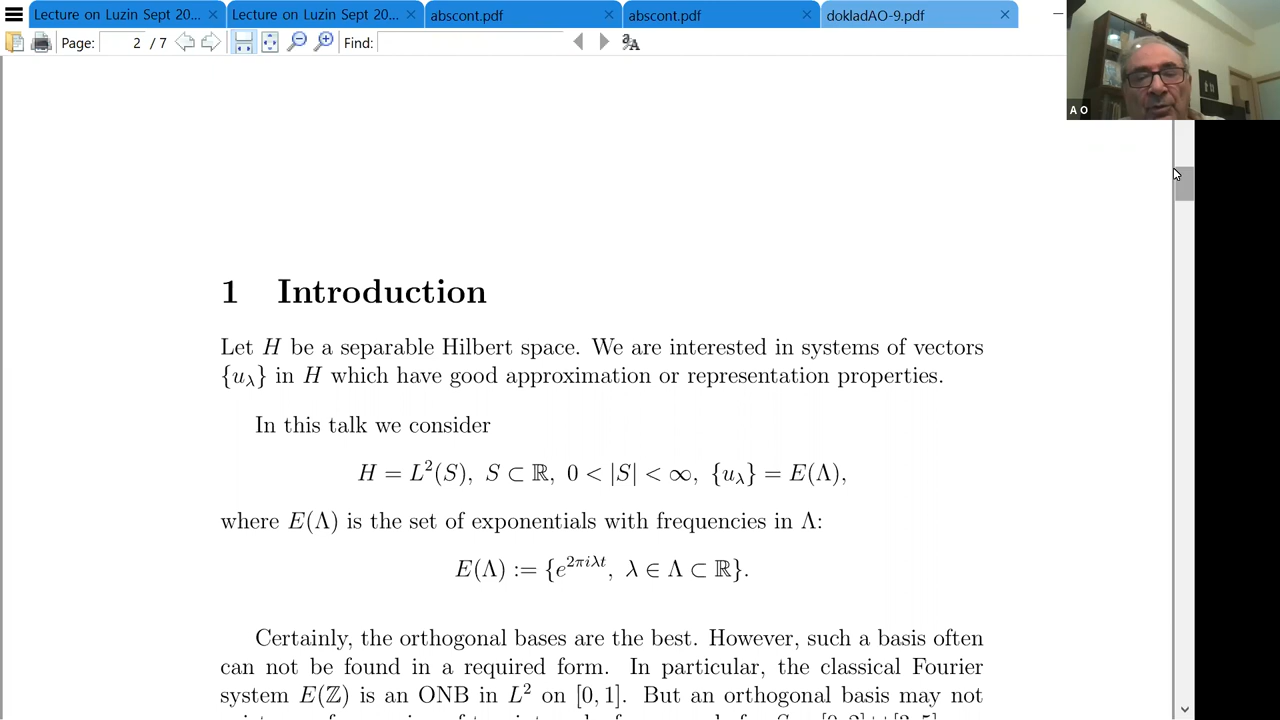 Lecture on Luzin Sept 20...
Lecture on Luzin Sept 20...
abscont.pdf
abscont.pdf
dokladAO-9.pdf
Page: 2 / 7
Find:
A O
1 Introduction
Let H be a separable Hilbert space. We are interested in systems of vectors
{u_λ} in H which have good approximation or representation properties.
In this talk we consider
H = L²(S), S ⊂ ℝ, 0 < |S| < ∞, {u_λ} = E(Λ),
where E(Λ) is the set of exponentials with frequencies in Λ:
E(Λ) := {e^{2πiλt}, λ ∈ Λ ⊂ ℝ}.
Certainly, the orthogonal bases are the best. However, such a basis often
can not be found in a required form. In particular, the classical Fourier
system E(ℤ) is an ONB in L² on [0, 1]. But an orthogonal basis may not